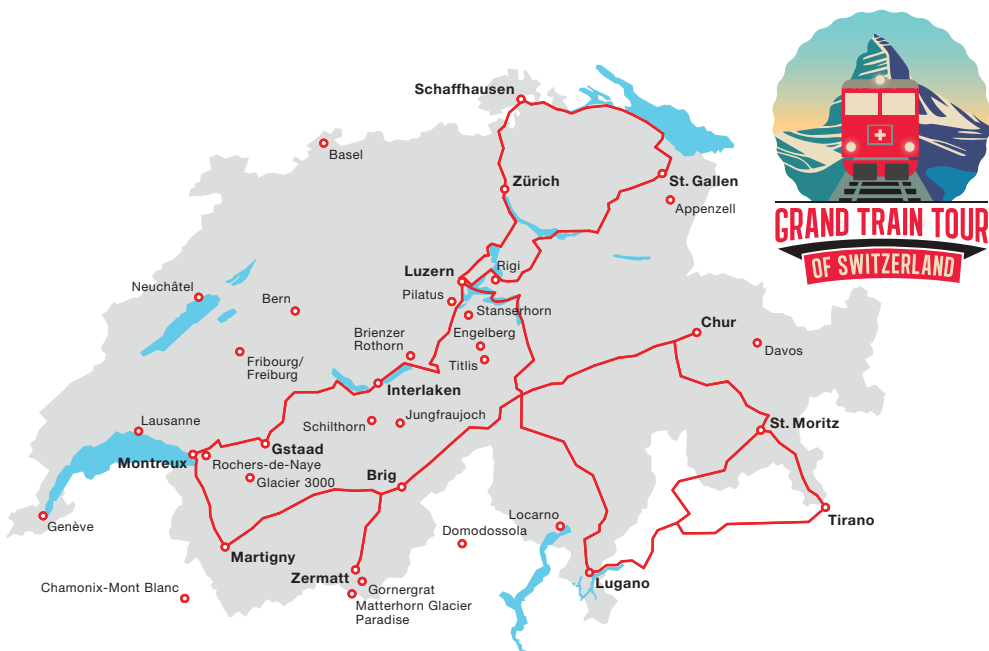 Schaffhausen
Basel
Zürich
St. Gallen
Appenzell
GRAND TRAIN TOUR
OF SWITZERLAND
Luzern
Rigi
Neuchâtel
Bern
Pilatus
Stanserhorn
Brienzer
Rothorn
Engelberg
Chur
Davos
Fribourg/
Freiburg
Titlis
Interlaken
Lausanne
Schilthorn
Jungfraujoch
St. Moritz
Gstaad
Montreux
Rochers-de-Naye
Glacier 3000
Brig
Genève
Locarno
Domodossola
Tirano
Martigny
Zermatt
Lugano
Chamonix-Mont Blanc
Gornergrat
Matterhorn Glacier
Paradise